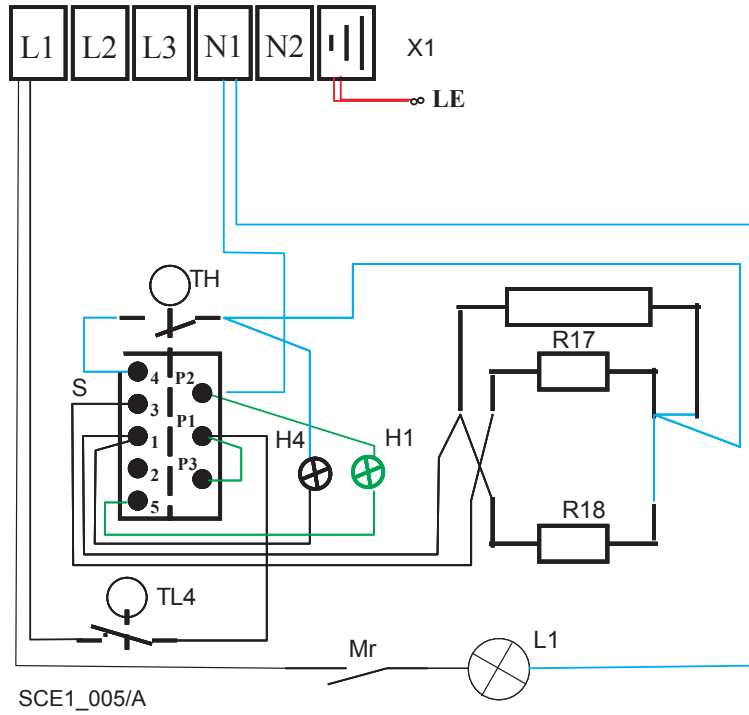 L1 L2 L3 N1 N2 X1
LE
TH
R17
S 4 P2
3
1 P1 H4 H1
2 P3
5
R18
TL4
Mr L1
SCE1_005/A